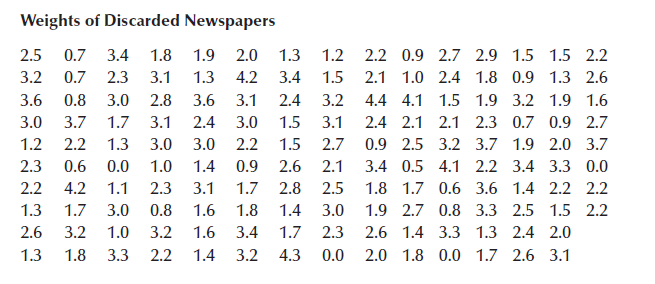 Weights of Discarded Newspapers
2.5 0.7 3.4 1.8 1.9 2.0 1.3 1.2 2.2 0.9 2.7 2.9 1.5 1.5 2.2
3.2 0.7 2.3 3.1 1.3 4.2 3.4 1.5 2.1 1.0 2.4 1.8 0.9 1.3 2.6
3.6 0.8 3.0 2.8 3.6 3.1 2.4 3.2 4.4 4.1 1.5 1.9 3.2 1.9 1.6
3.0 3.7 1.7 3.1 2.4 3.0 1.5 3.1 2.4 2.1 2.1 2.3 0.7 0.9 2.7
1.2 2.2 1.3 3.0 3.0 2.2 1.5 2.7 0.9 2.5 3.2 3.7 1.9 2.0 3.7
2.3 0.6 0.0 1.0 1.4 0.9 2.6 2.1 3.4 0.5 4.1 2.2 3.4 3.3 0.0
2.2 4.2 1.1 2.3 3.1 1.7 2.8 2.5 1.8 1.7 0.6 3.6 1.4 2.2 2.2
1.3 1.7 3.0 0.8 1.6 1.8 1.4 3.0 1.9 2.7 0.8 3.3 2.5 1.5 2.2
2.6 3.2 1.0 3.2 1.6 3.4 1.7 2.3 2.6 1.4 3.3 1.3 2.4 2.0
1.3 1.8 3.3 2.2 1.4 3.2 4.3 0.0 2.0 1.8 0.0 1.7 2.6 3.1